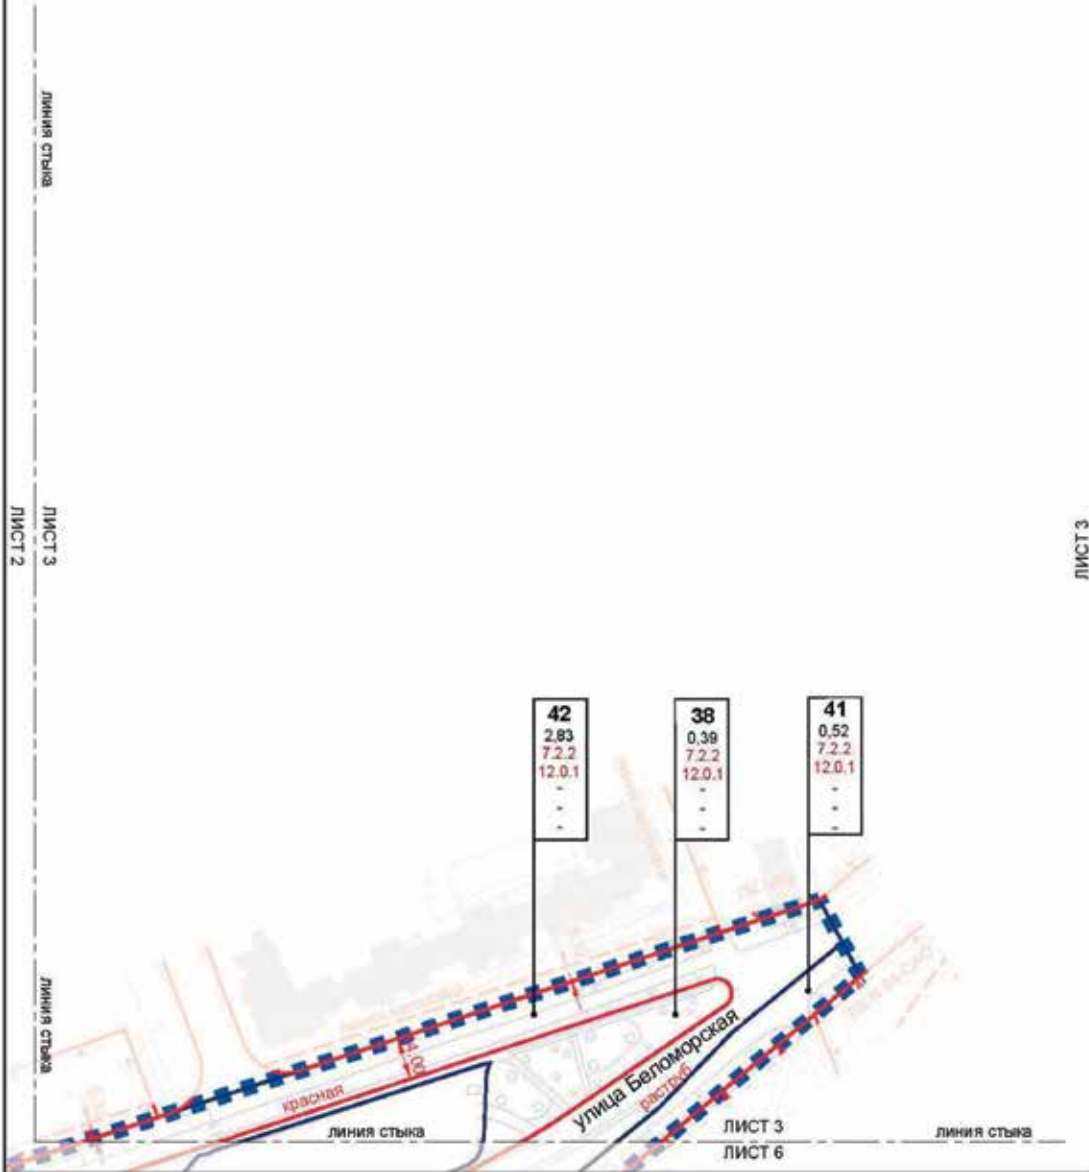 линия стыка
ЛИСТ 3
ЛИСТ 2
линия стыка
ЛИСТ 3
42
2,83
7.2.2
12.0.1
-
-
-
38
0,39
7.2.2
12.0.1
-
-
-
41
0,52
7.2.2
12.0.1
-
-
-
красная
улица Беломорская
раструб
линия стыка
ЛИСТ 3
ЛИСТ 6
линия стыка